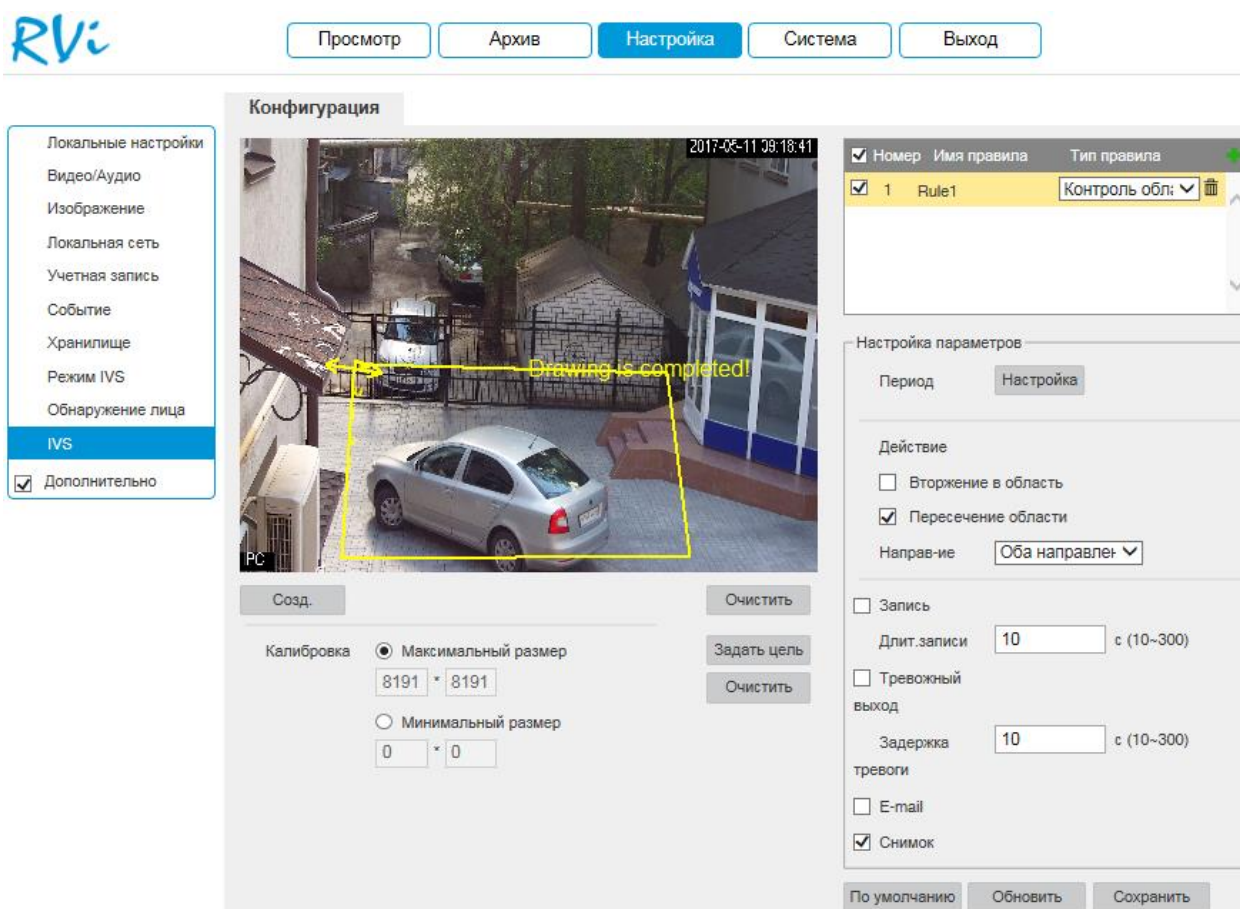 RVi
Просмотр
Архив
Настройка
Система
Выход
Конфигурация
Локальные настройки
Видео/Аудио
Изображение
Локальная сеть
Учетная запись
Событие
Хранилище
Режим IVS
Обнаружение лица
IVS
Дополнительно
2017-05-11 09:18:41
Drawing is completed!
PC
Созд.
Очистить
Калибровка
Максимальный размер
8191 * 8191
Минимальный размер
0 * 0
Задать цель
Очистить
Номер Имя правила Тип правила
1 Rule1 Контроль обла
Настройка параметров
Период Настройка
Действие
Вторжение в область
Пересечение области
Направ-ие Оба направлен
Запись
Длит.записи 10 с (10~300)
Тревожный
выход
Задержка 10 с (10~300)
тревоги
E-mail
Снимок
По умолчанию Обновить Сохранить